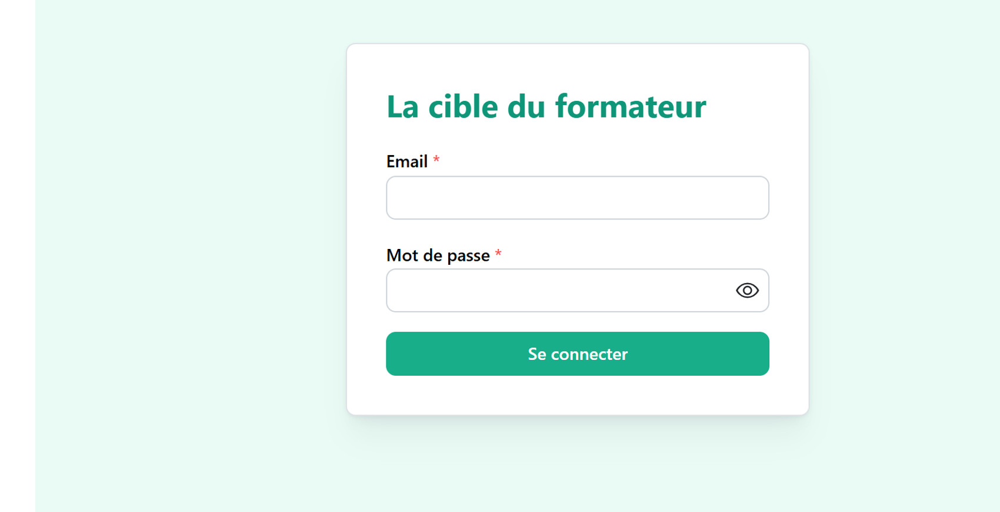 La cible du formateur
Email *
Mot de passe *
Se connecter